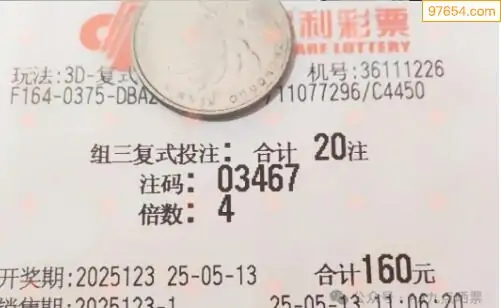 97654.com
利彩票
ARE LOTTERY
玩法:3D-复式
机号:36111226
F164-0375-DBA2
/11077296/C4450
组三复式投注: 合计 20注
注码: 03467
倍数: 4
开奖期:2025123 25-05-13
合计160元
销售期:2025123-1
25-05-13 11:06:20
公众号